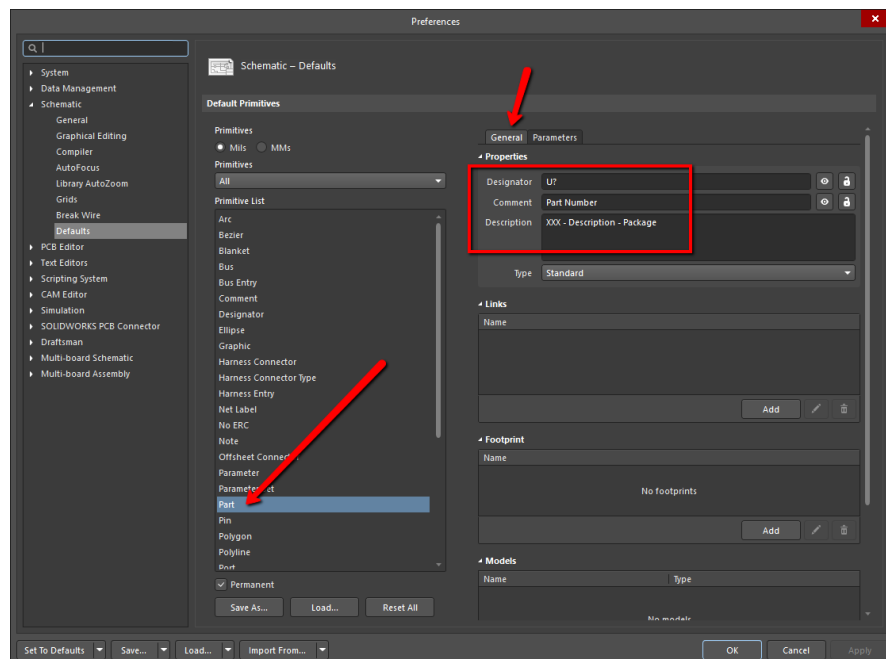 Preferences
Q
System
Data Management
Schematic
General
Graphical Editing
Compiler
AutoFocus
Library AutoZoom
Grids
Break Wire
Defaults
PCB Editor
Text Editors
Scripting System
CAM Editor
Simulation
SOLIDWORKS PCB Connector
Draftsman
Multi-board Schematic
Multi-board Assembly
Schematic – Defaults
Default Primitives
Primitives
Mils MMs
Primitives
All
Primitive List
Arc
Bezier
Blanket
Bus
Bus Entry
Comment
Designator
Ellipse
Graphic
Harness Connector
Harness Connector Type
Harness Entry
Net Label
No ERC
Note
Offsheet
Parameter
Part
Pin
Polygon
Polyline
Port
Permanent
Save As... Load... Reset All
General Parameters
Properties
Designator U?
Comment Part Number
Description XXX - Description - Package
Type Standard
Links
Name
Add
Footprint
Name
No footprints
Add
Models
Name Type
No models
Set To Defaults Save... Load... Import From... OK Cancel Apply